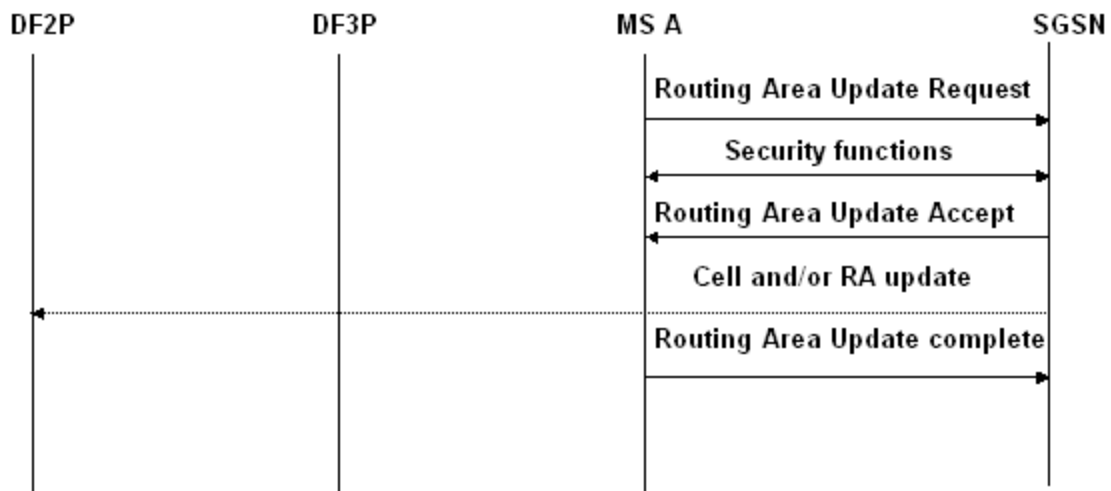 DF2P DF3P MS A SGSN
Routing Area Update Request
Security functions
Routing Area Update Accept
Cell and/or RA update
Routing Area Update complete